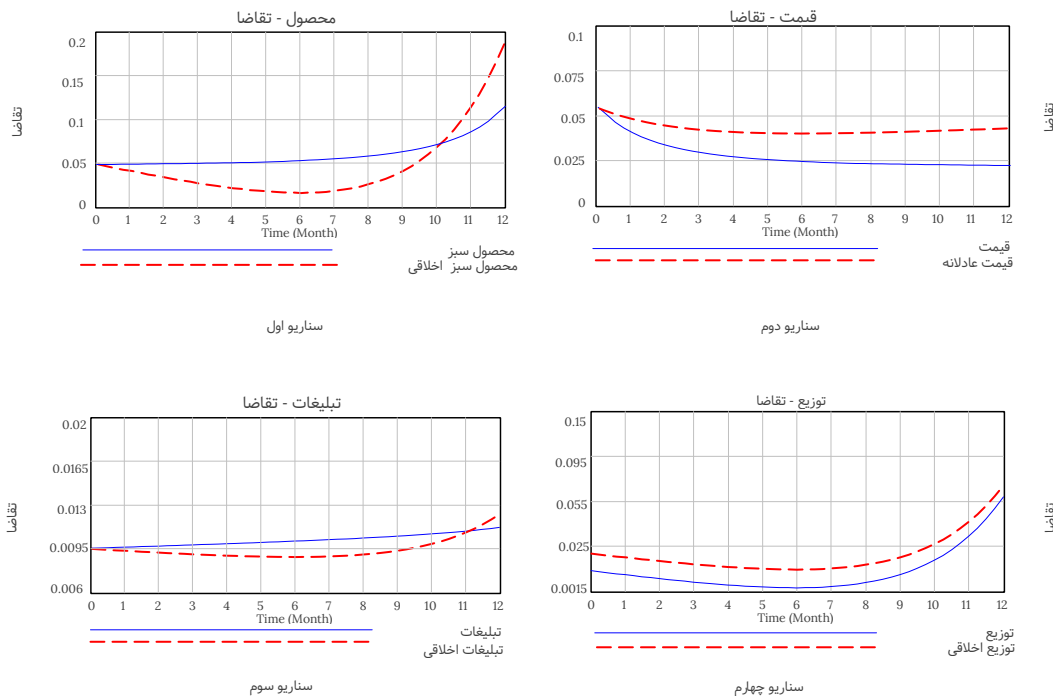 محصول - تقاضا
0.2
0.15
0.1
0.05
0
تقاضا
0 1 2 3 4 5 6 7 8 9 10 11 12
Time (Month)
محصول سبز
محصول سبز اخلاقی
سناریو اول
قیمت - تقاضا
0.1
0.075
0.05
0.025
0
تقاضا
0 1 2 3 4 5 6 7 8 9 10 11 12
Time (Month)
قیمت
قیمت عادلانه
سناریو دوم
تبلیغات - تقاضا
0.02
0.0165
0.013
0.0095
0.006
تقاضا
0 1 2 3 4 5 6 7 8 9 10 11 12
Time (Month)
تبلیغات
تبلیغات اخلاقی
سناریو سوم
توزیع - تقاضا
0.15
0.095
0.055
0.025
0.0015
تقاضا
0 1 2 3 4 5 6 7 8 9 10 11 12
Time (Month)
توزیع
توزیع اخلاقی
سناریو چهارم